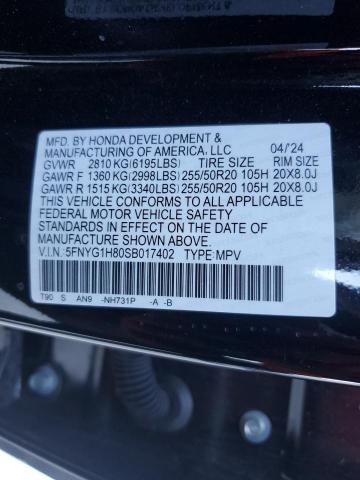 MFD. BY HONDA DEVELOPMENT &
MANUFACTURING OF AMERICA, LLC 04/'24
GVWR 2810 KG(6195LBS) TIRE SIZE RIM SIZE
GAWR F 1360 KG(2998LBS) 255/50R20 105H 20X8.0J
GAWR R 1515 KG(3340LBS) 255/50R20 105H 20X8.0J
THIS VEHICLE CONFORMS TO ALL APPLICABLE
FEDERAL MOTOR VEHICLE SAFETY
STANDARDS IN EFFECT ON THE DATE OF
MANUFACTURE SHOWN ABOVE.
V.I.N.: 5FNYG1H80SB017402 TYPE: MPV
T90 S AN9 -NH731P -A -B